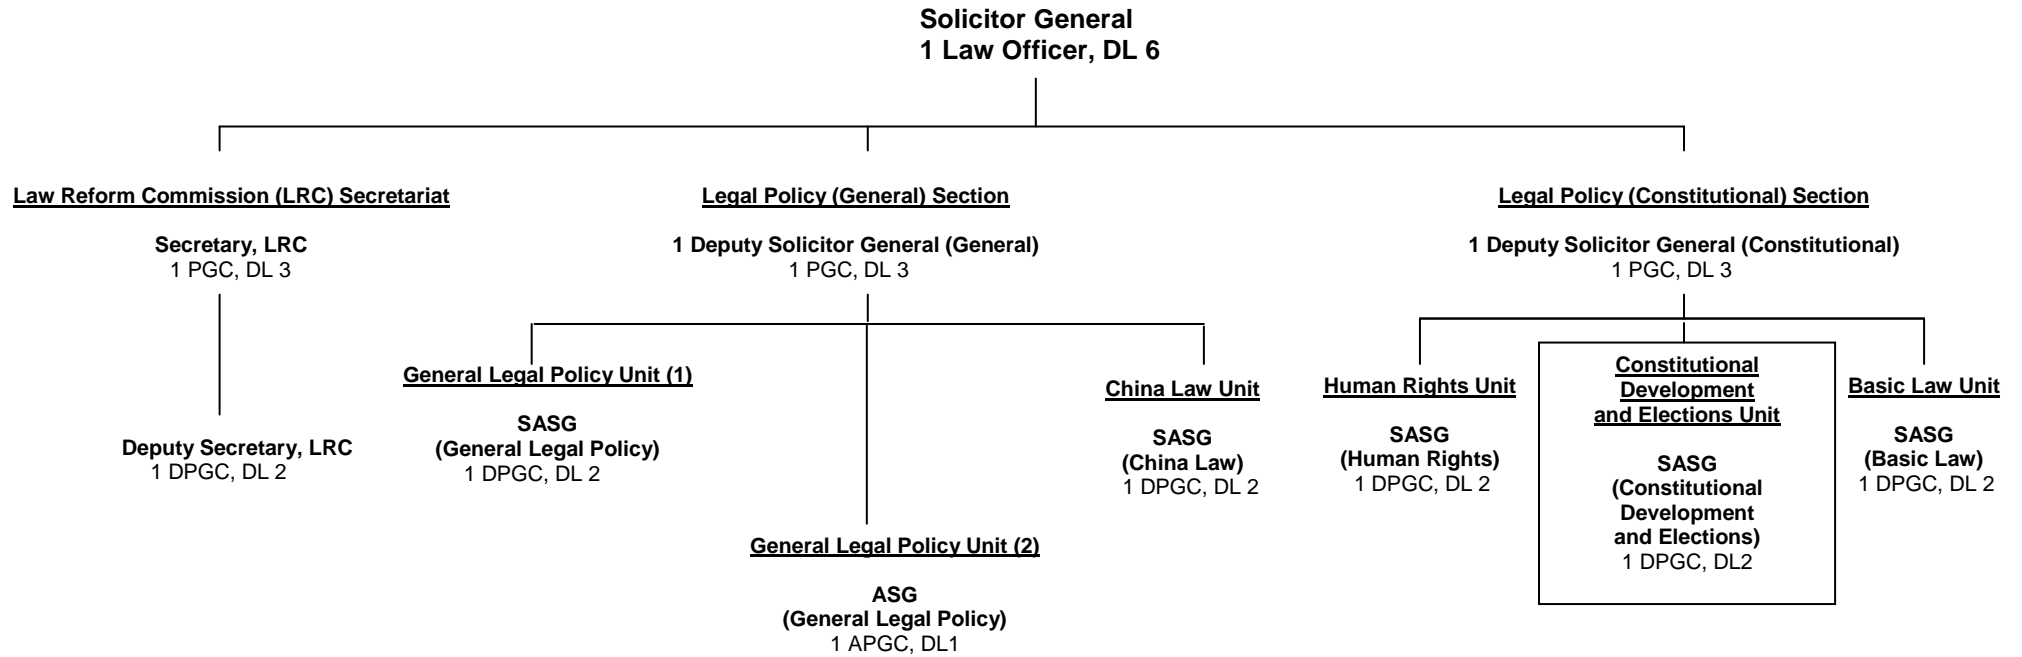 Solicitor General
1 Law Officer, DL 6
Law Reform Commission (LRC) Secretariat
Secretary, LRC
1 PGC, DL 3
Deputy Secretary, LRC
1 DPGC, DL 2
Legal Policy (General) Section
1 Deputy Solicitor General (General)
1 PGC, DL 3
General Legal Policy Unit (1)
SASG
(General Legal Policy)
1 DPGC, DL 2
General Legal Policy Unit (2)
ASG
(General Legal Policy)
1 APGC, DL1
China Law Unit
SASG
(China Law)
1 DPGC, DL 2
Legal Policy (Constitutional) Section
1 Deputy Solicitor General (Constitutional)
1 PGC, DL 3
Human Rights Unit
SASG
(Human Rights)
1 DPGC, DL 2
Constitutional
Development
and Elections Unit
SASG
(Constitutional
Development
and Elections)
1 DPGC, DL2
Basic Law Unit
SASG
(Basic Law)
1 DPGC, DL 2